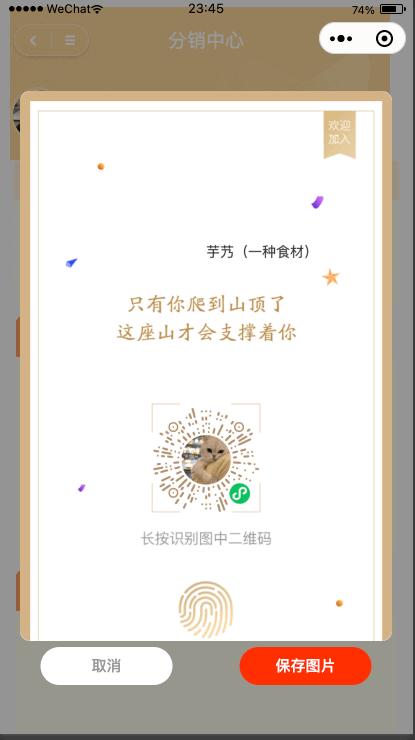 WeChat
23:45
74%
分销中心
欢迎
加入
芋艿（一种食材）
只有你爬到山顶了
这座山才会支撑着你
长按识别图中二维码
取消
保存图片